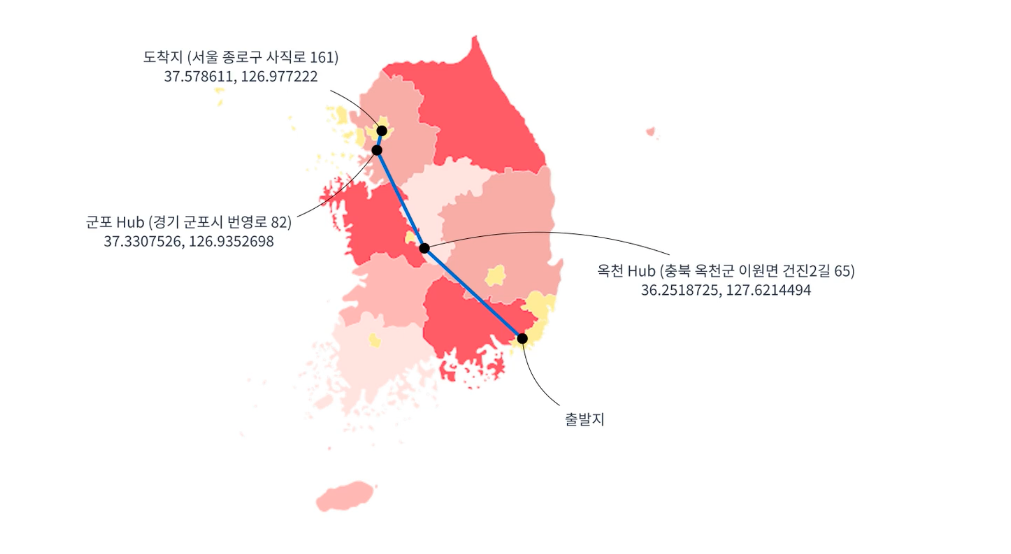 도착지 (서울 종로구 사직로 161)
37.578611, 126.977222
군포 Hub (경기 군포시 번영로 82)
37.3307526, 126.9352698
옥천 Hub (충북 옥천군 이원면 건진2길 65)
36.2518725, 127.6214494
출발지